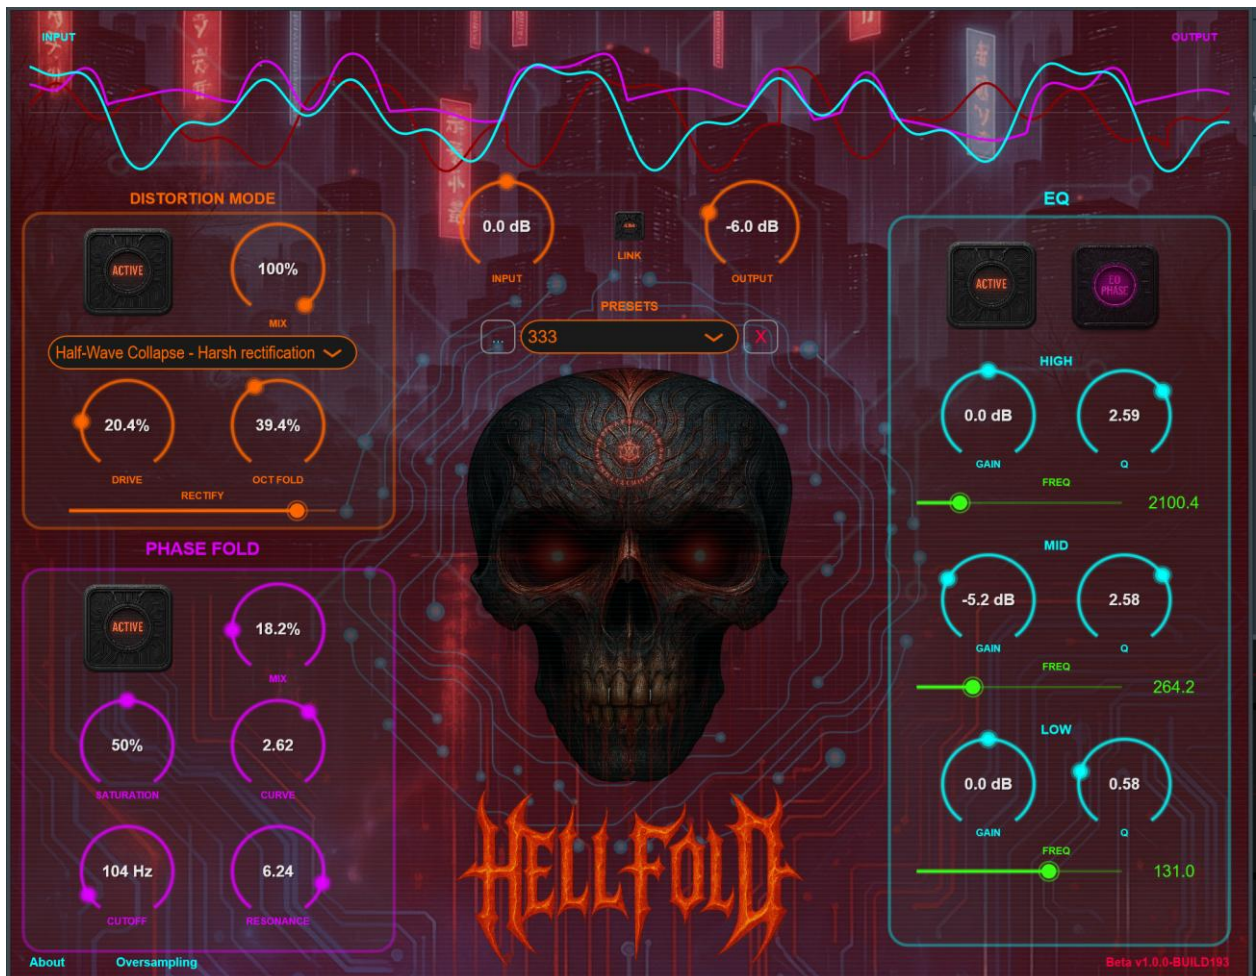 INPUT
OUTPUT
DISTORTION MODE
ACTIVE
100%
MIX
Half-Wave Collapse - Harsh rectification
20.4%
DRIVE
39.4%
OCT FOLD
RECTIFY
PHASE FOLD
ACTIVE
18.2%
MIX
50%
SATURATION
2.62
CURVE
104 Hz
CUTOFF
6.24
RESONANCE
About
Oversampling
0.0 dB
INPUT
LINK
-6.0 dB
OUTPUT
PRESETS
...
333
X
HELLFOLD
EQ
ACTIVE
EQ
PHASE
HIGH
0.0 dB
GAIN
2.59
Q
FREQ
2100.4
MID
-5.2 dB
GAIN
2.58
Q
FREQ
264.2
LOW
0.0 dB
GAIN
0.58
Q
FREQ
131.0
Beta v1.0.0-BUILD193